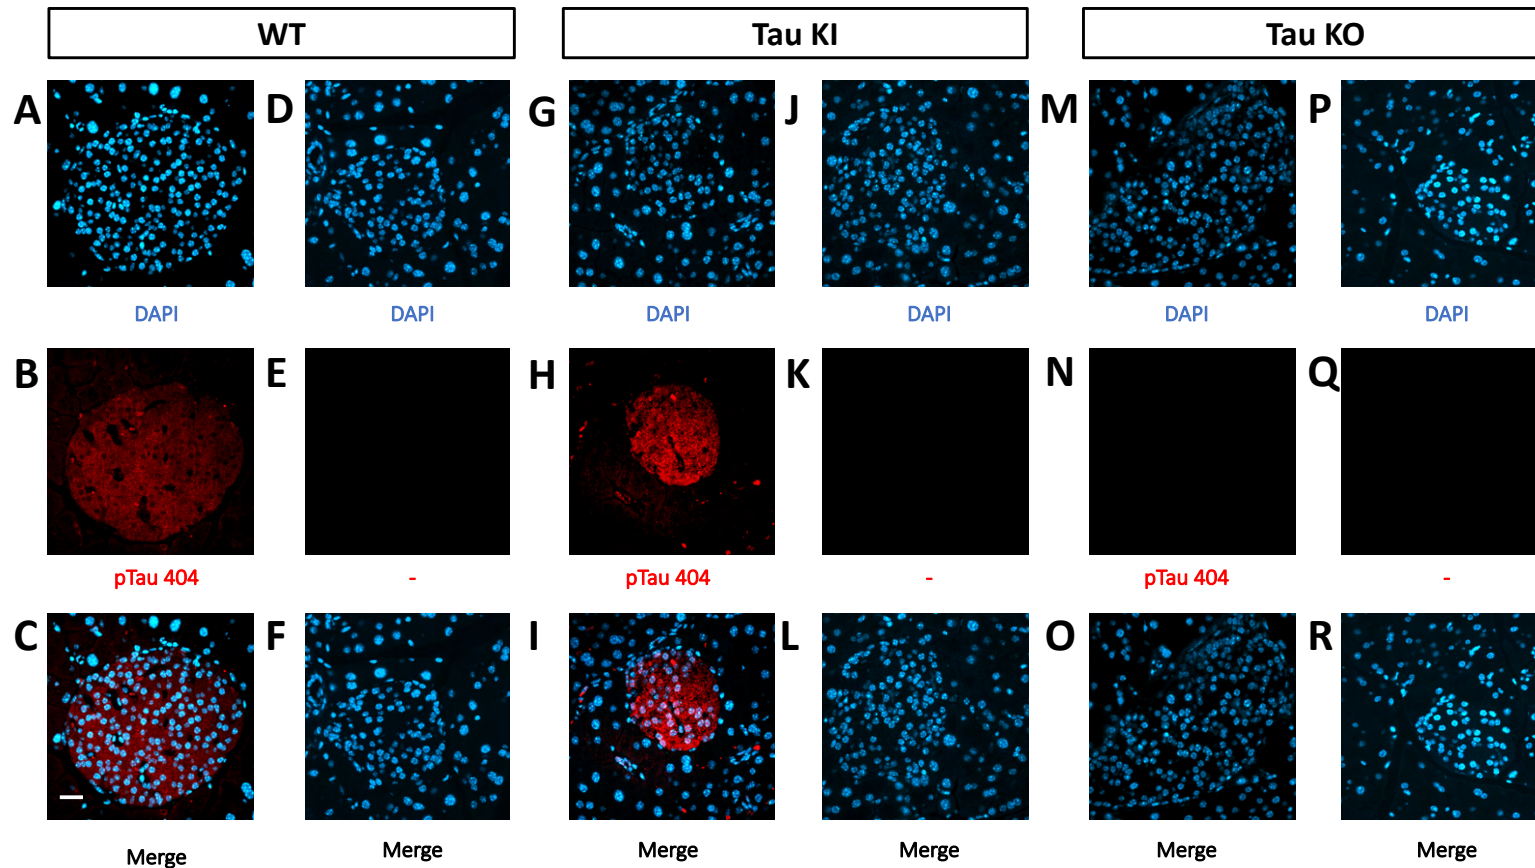 WT Tau KI Tau KO
A D G J M P
DAPI DAPI DAPI DAPI DAPI DAPI
B E H K N Q
pTau 404 - pTau 404 - pTau 404 -
C F I L O R
Merge Merge Merge Merge Merge Merge